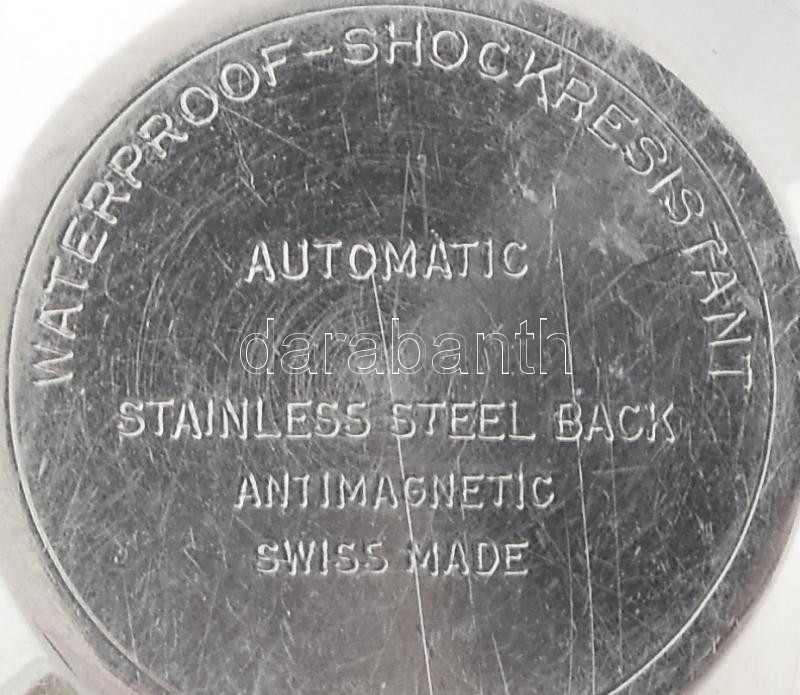 WATERPROOF-SHOCKRESISTANT
AUTOMATIC
darabanth
STAINLESS STEEL BACK
ANTIMAGNETIC
SWISS MADE